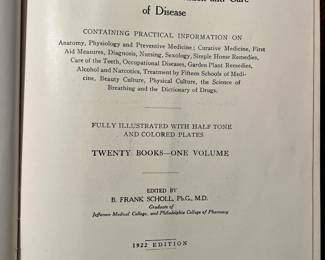 of Disease
CONTAINING PRACTICAL INFORMATION ON
Anatomy, Physiology and Preventive Medicine; Curative Medicine, First
Aid Measures, Diagnosis, Nursing, Sexology, Simple Home Remedies,
Care of the Teeth, Occupational Diseases, Garden Plant Remedies,
Alcohol and Narcotics, Treatment by Fifteen Schools of Medi-
cine, Beauty Culture, Physical Culture, the Science of
Breathing and the Dictionary of Drugs.
FULLY ILLUSTRATED WITH HALF TONE
AND COLORED PLATES
TWENTY BOOKS—ONE VOLUME
EDITED BY
B. FRANK SCHOLL, Ph.G., M.D.
Graduate of
Jefferson Medical College, and Philadelphia College of Pharmacy
1922 EDITION